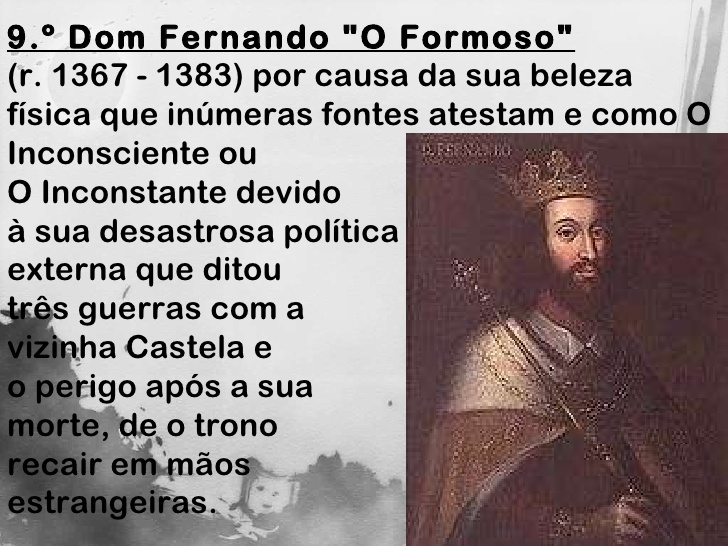 9.º Dom Fernando "O Formoso"
(r. 1367 - 1383) por causa da sua beleza
física que inúmeras fontes atestam e como O
Inconsciente ou
O Inconstante devido
à sua desastrosa política
externa que ditou
três guerras com a
vizinha Castela e
o perigo após a sua
morte, de o trono
recair em mãos
estrangeiras.
D. FERNANDO